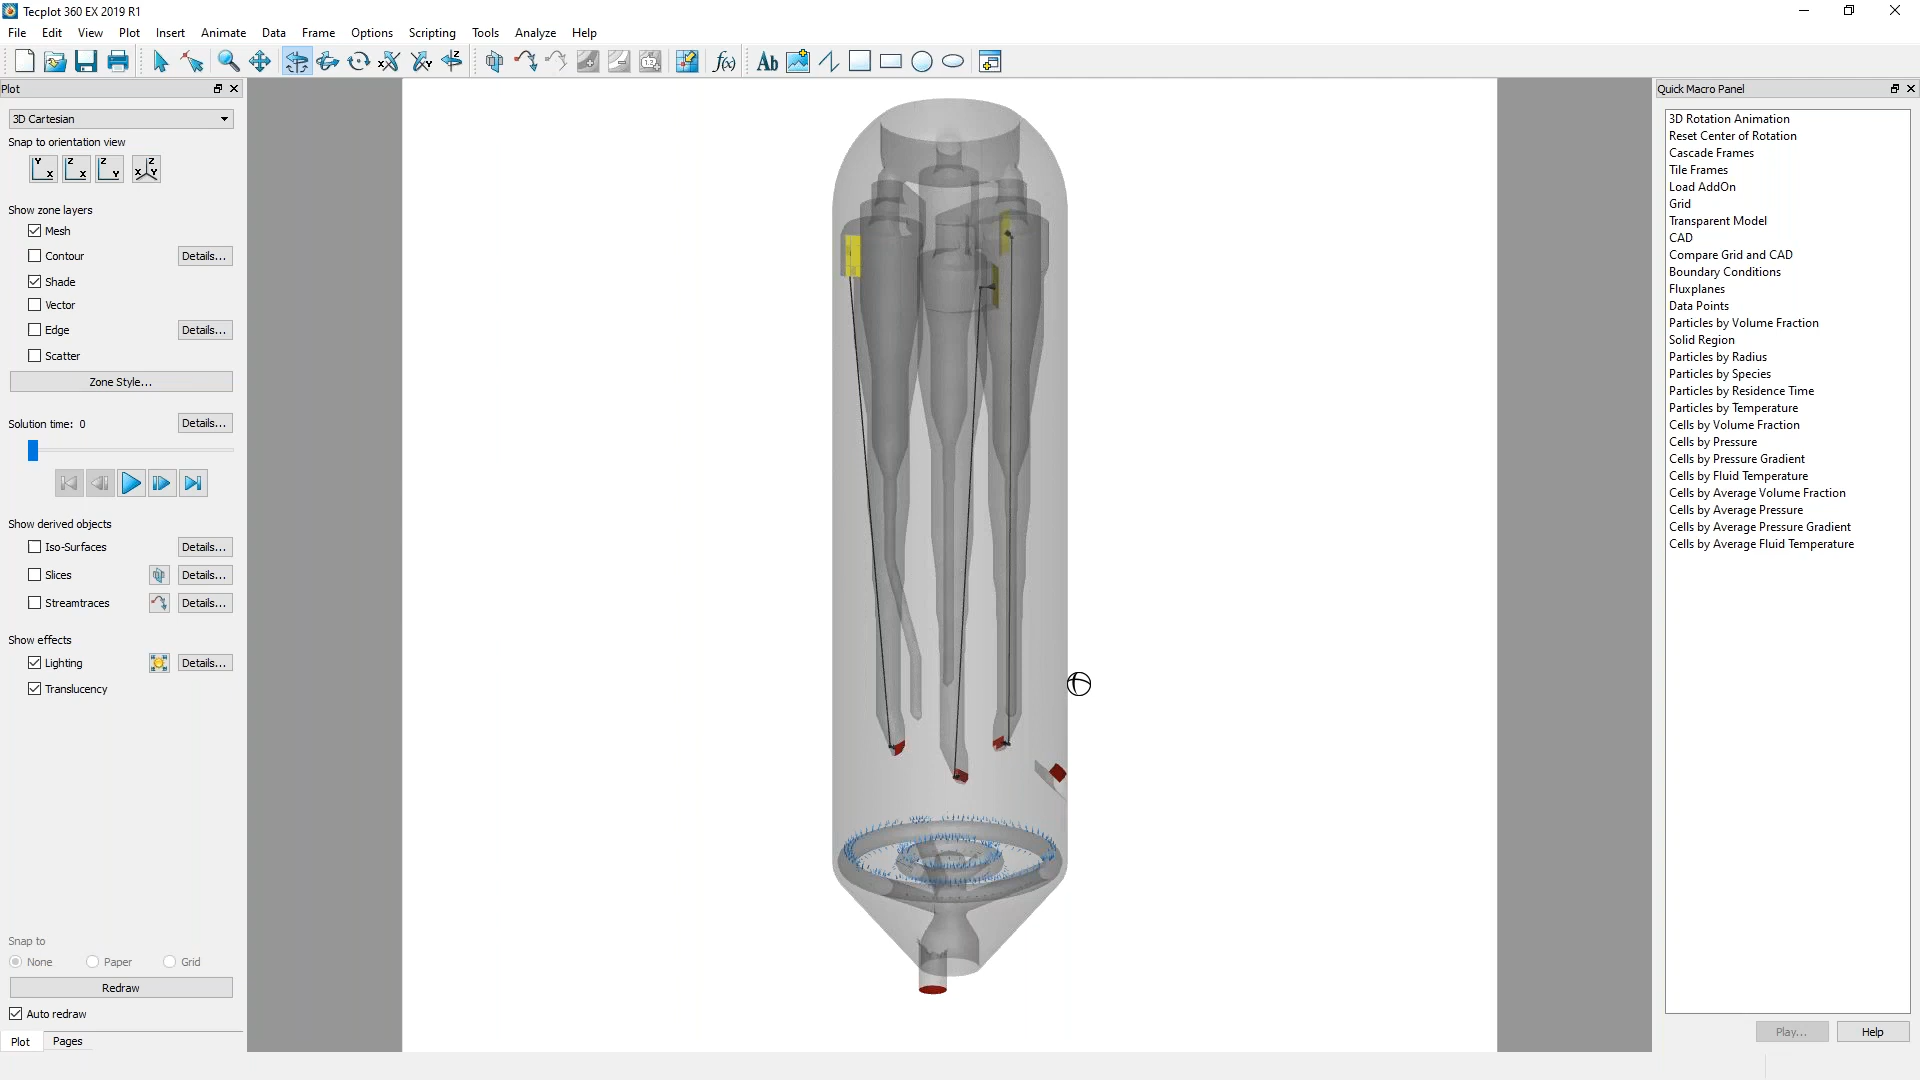 Tecplot 360 EX 2019 R1
File Edit View Plot Insert Animate Data Frame Options Scripting Tools Analyze Help
Plot
3D Cartesian
Snap to orientation view
Show zone layers
Mesh
Contour Details...
Shade
Vector
Edge Details...
Scatter
Zone Style...
Solution time: 0 Details...
Show derived objects
Iso-Surfaces Details...
Slices Details...
Streamtraces Details...
Show effects
Lighting Details...
Translucency
Snap to
None Paper Grid
Redraw
Auto redraw
Plot Pages
Quick Macro Panel
3D Rotation Animation
Reset Center of Rotation
Cascade Frames
Tile Frames
Load AddOn
Grid
Transparent Model
CAD
Compare Grid and CAD
Boundary Conditions
Fluxplanes
Data Points
Particles by Volume Fraction
Solid Region
Particles by Radius
Particles by Species
Particles by Residence Time
Particles by Temperature
Cells by Volume Fraction
Cells by Pressure
Cells by Pressure Gradient
Cells by Fluid Temperature
Cells by Average Volume Fraction
Cells by Average Pressure
Cells by Average Pressure Gradient
Cells by Average Fluid Temperature
Play... Help